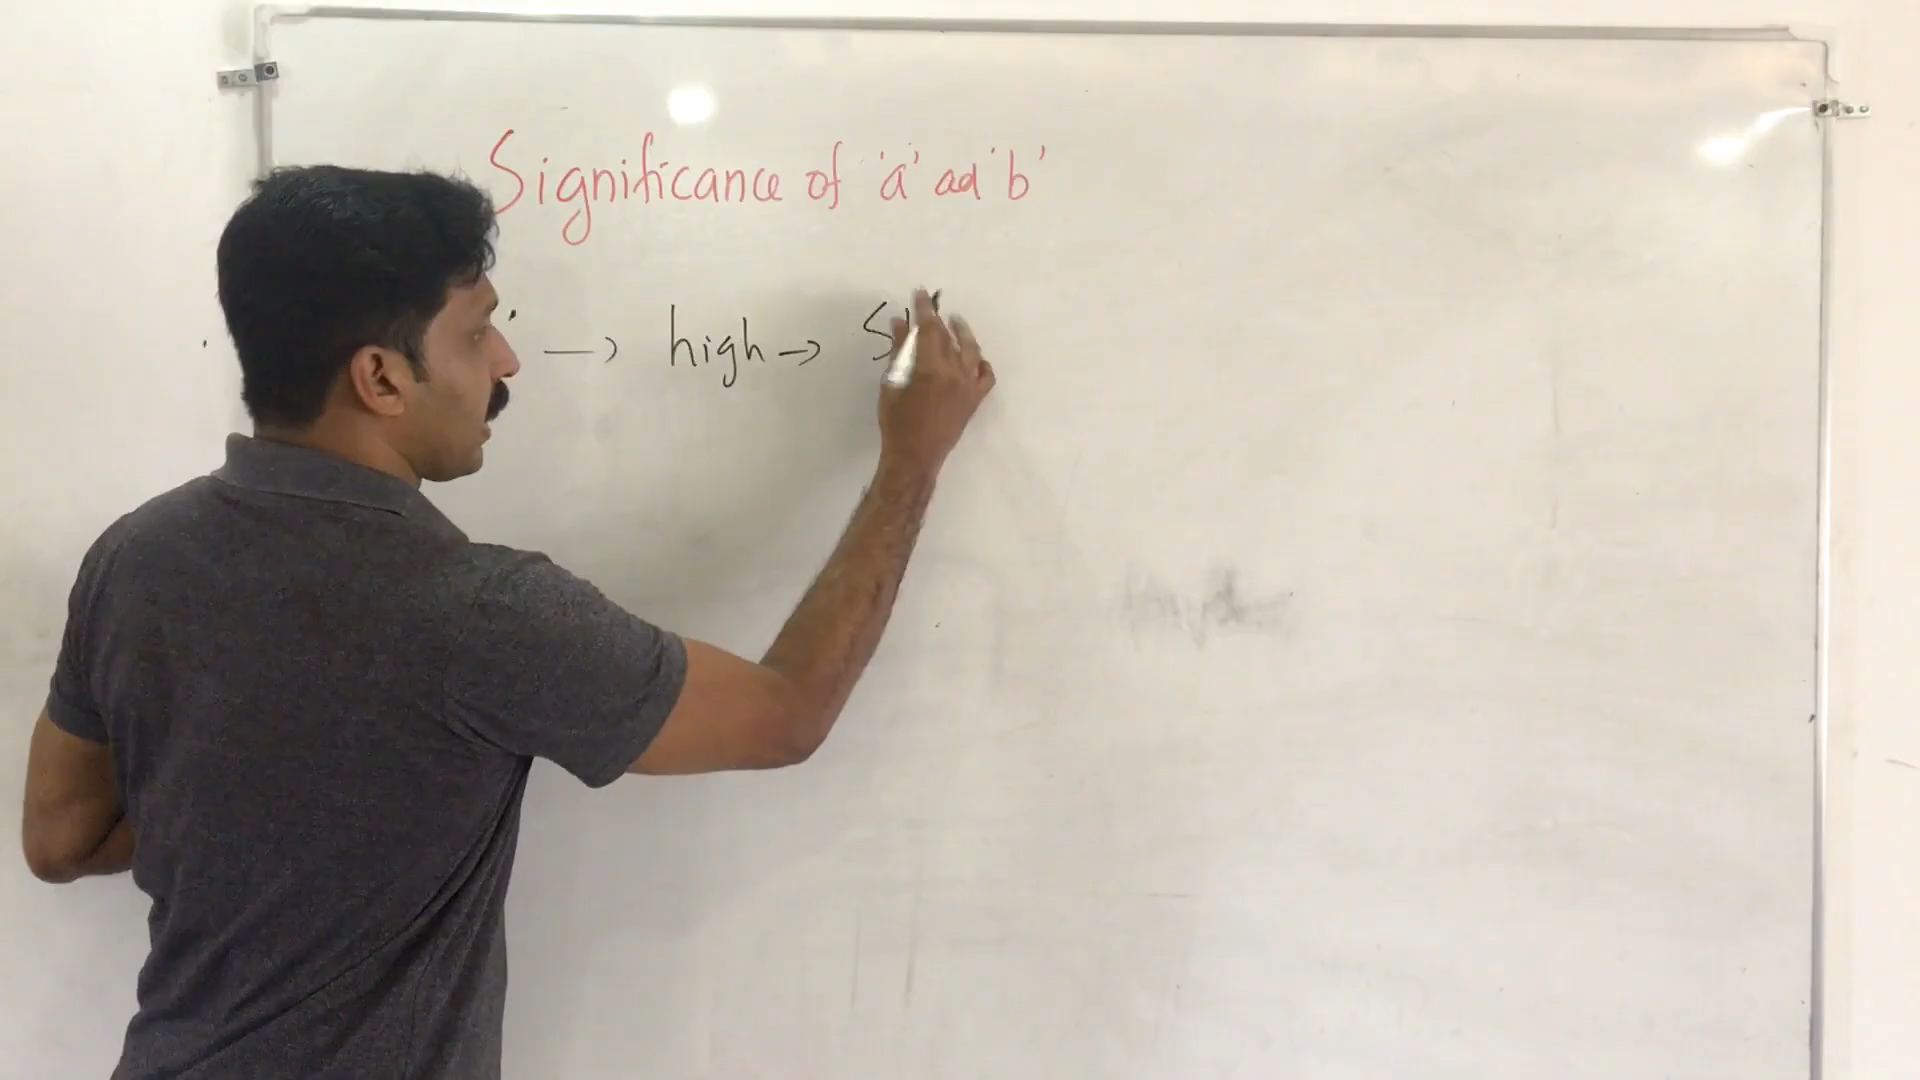 Significance of 'a' ad 'b'
' → high →